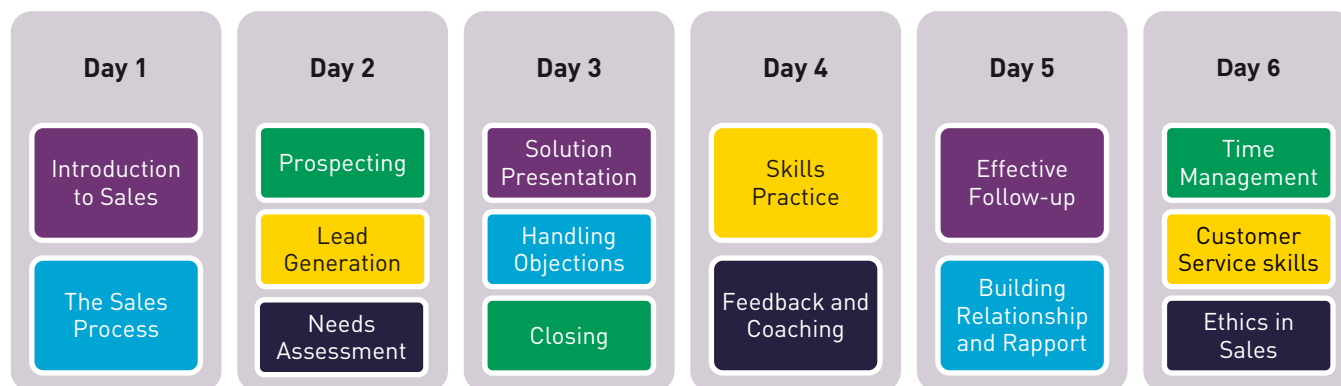 Day 1
Introduction
to Sales
The Sales
Process
Day 2
Prospecting
Lead
Generation
Needs
Assessment
Day 3
Solution
Presentation
Handling
Objections
Closing
Day 4
Skills
Practice
Feedback and
Coaching
Day 5
Effective
Follow-up
Building
Relationship
and Rapport
Day 6
Time
Management
Customer
Service skills
Ethics in
Sales